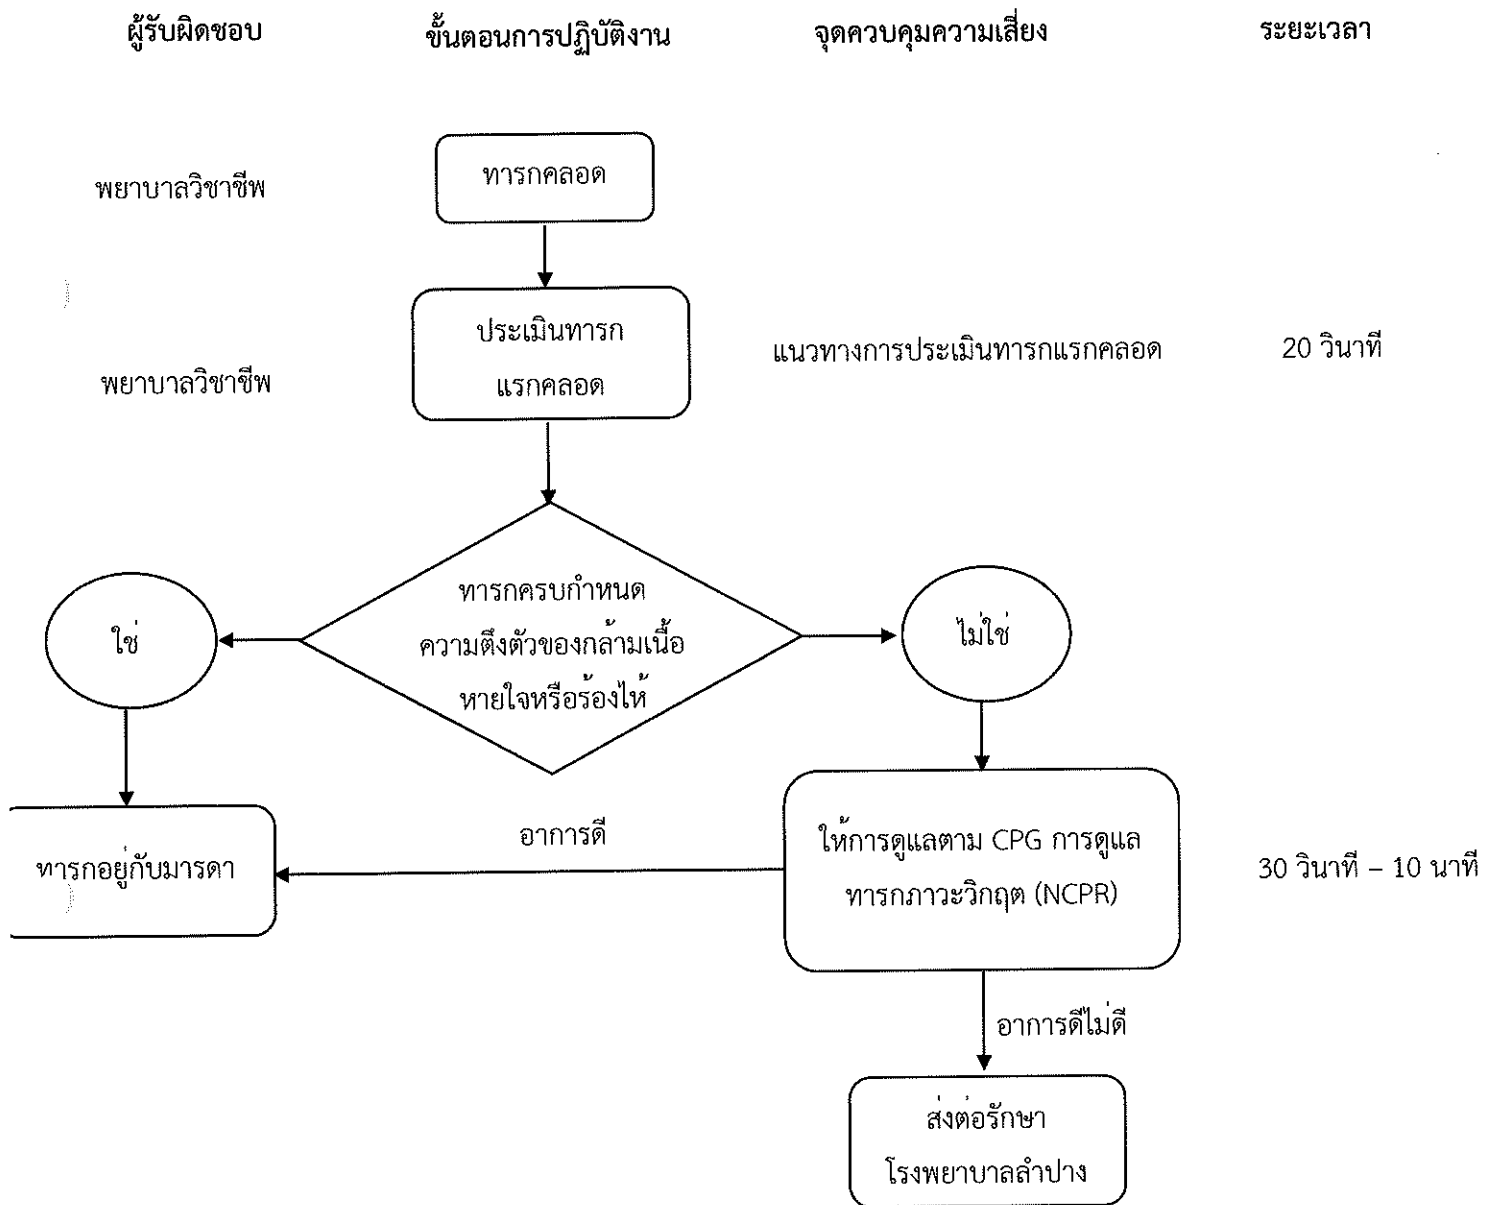 ผู้รับผิดชอบ
ขั้นตอนการปฏิบัติงาน
จุดควบคุมความเสี่ยง
ระยะเวลา
พยาบาลวิชาชีพ
ทารกคลอด
พยาบาลวิชาชีพ
ประเมินทารก
แรกคลอด
แนวทางการประเมินทารกแรกคลอด
20 วินาที
ใช่
ทารกครบกำหนด
ความตึงตัวของกล้ามเนื้อ
หายใจหรือร้องไห้
ไม่ใช่
ทารกอยู่กับมารดา
อาการดี
ให้การดูแลตาม CPG การดูแล
ทารกภาวะวิกฤต (NCPR)
30 วินาที – 10 นาที
อาการดีไม่ดี
ส่งต่อรักษา
โรงพยาบาลลำปาง